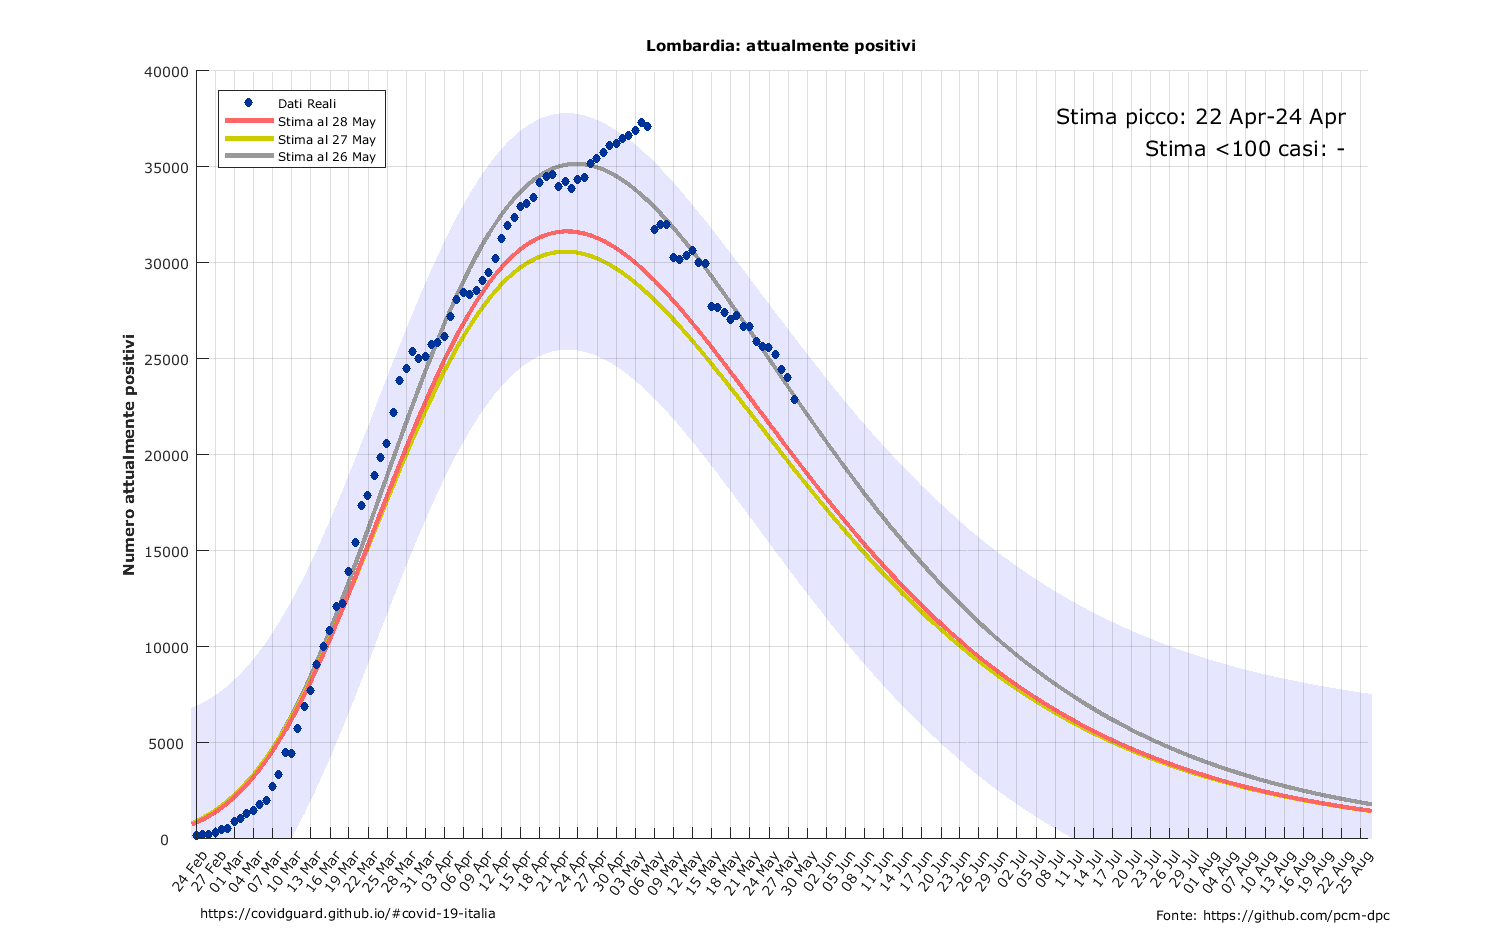 Lombardia: attualmente positivi
40000
35000
30000
25000
20000
15000
10000
5000
0
Numero attualmente positivi
Dati Reali
Stima al 28 May
Stima al 27 May
Stima al 26 May
Stima picco: 22 Apr-24 Apr
Stima <100 casi: -
24 Feb
27 Feb
01 Mar
04 Mar
07 Mar
10 Mar
13 Mar
16 Mar
19 Mar
22 Mar
25 Mar
28 Mar
31 Mar
03 Apr
06 Apr
09 Apr
12 Apr
15 Apr
18 Apr
21 Apr
24 Apr
27 Apr
30 Apr
03 May
06 May
09 May
12 May
15 May
18 May
21 May
24 May
27 May
30 May
02 Jun
05 Jun
08 Jun
11 Jun
14 Jun
17 Jun
20 Jun
23 Jun
26 Jun
29 Jun
02 Jul
05 Jul
08 Jul
11 Jul
14 Jul
17 Jul
20 Jul
23 Jul
26 Jul
29 Jul
01 Aug
04 Aug
07 Aug
10 Aug
13 Aug
16 Aug
19 Aug
22 Aug
25 Aug
https://covidguard.github.io/#covid-19-italia
Fonte: https://github.com/pcm-dpc